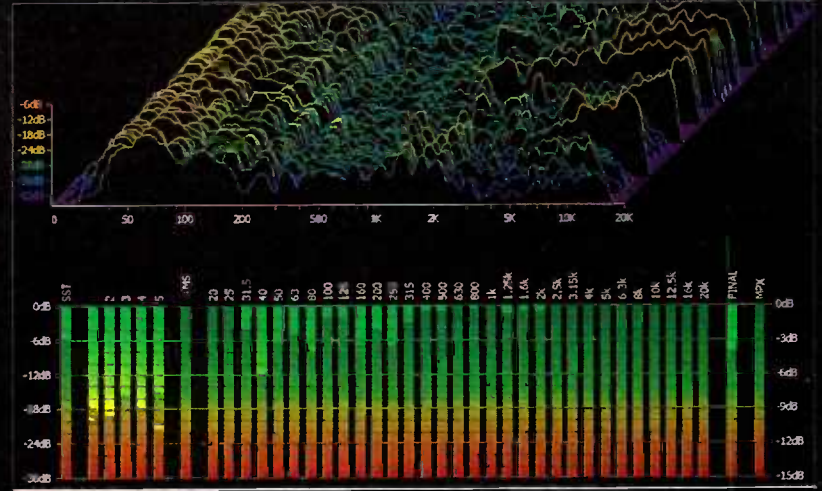 -6dB
-12dB
-18dB
-24dB
0 50 100 200 500 1K 2K 5K 10K 20K
SST 2 3 4 5 20 25 31.5 40 50 63 80 100 125 160 200 315 400 500 630 800 1k 1.25k 1.6k 2k 2.5k 3.15k 4k 5k 6.3k 8k 10k 12.5k 16k 20k FINAL MPX
0dB 0dB
-6dB -3dB
-12dB -6dB
-18dB -9dB
-24dB -12dB
-30dB -15dB